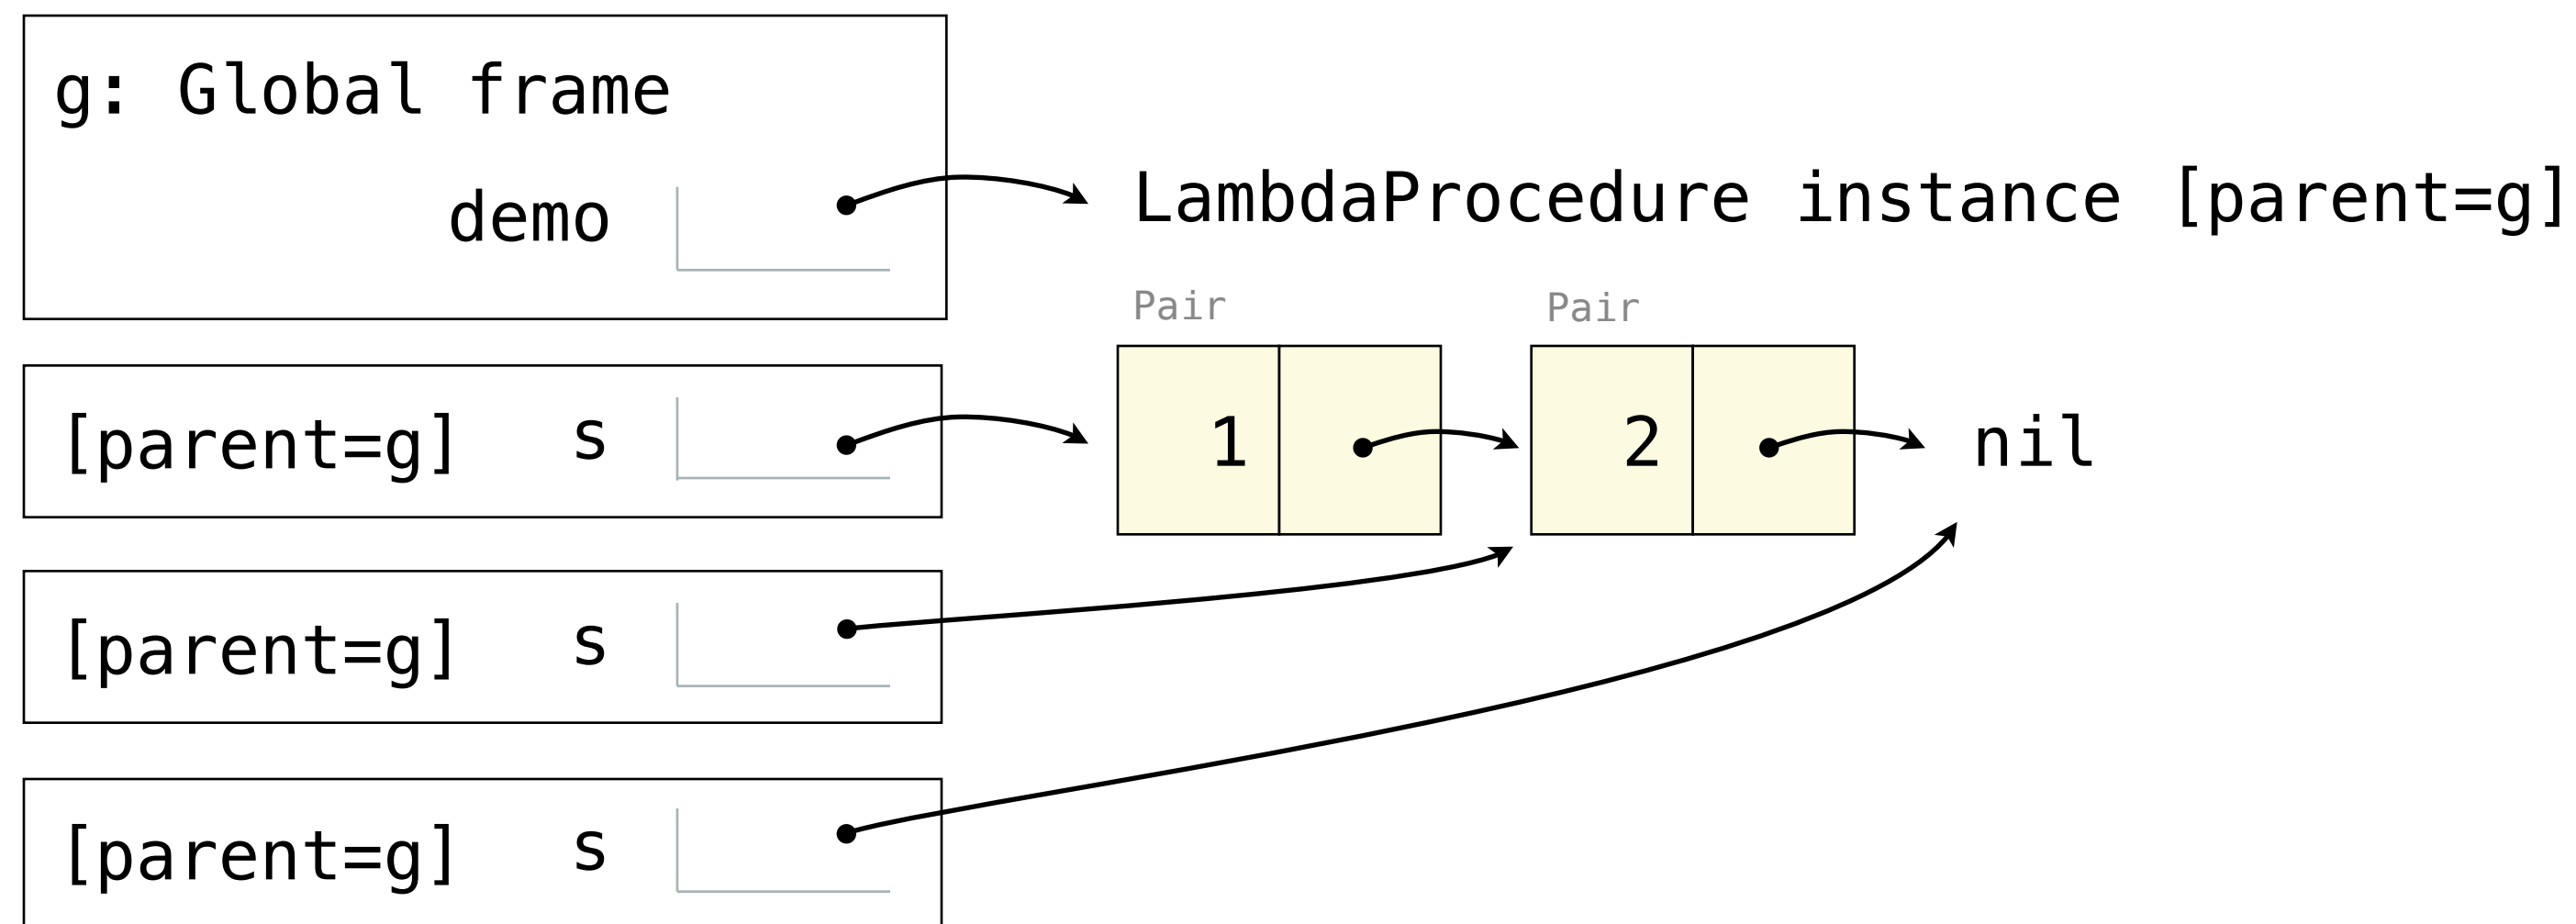 g: Global frame
demo
LambdaProcedure instance [parent=g]
Pair
Pair
[parent=g] s
1
2
nil
[parent=g] s
[parent=g] s